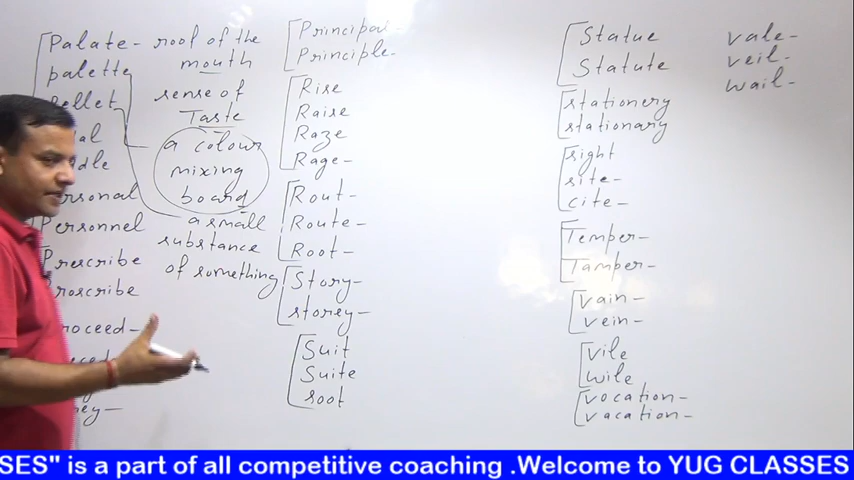 Palate - roof of the
mouth
sense of
Taste
palette
a colour
mixing
board
a small
substance
of something
Personnel
Prescribe
Proscribe
Principal
Principle-
Rise
Raise
Raze
Rage-
Rout-
Route-
Root-
Story-
storey-
Suit
Suite
soot
Statue
Statute
stationery
stationary
sight
site-
cite-
Temper-
Tamper-
vain-
vein-
vile
wile
vocation-
vacation-
vale-
veil-
wail-
SES" is a part of all competitive coaching .Welcome to YUG CLASSES